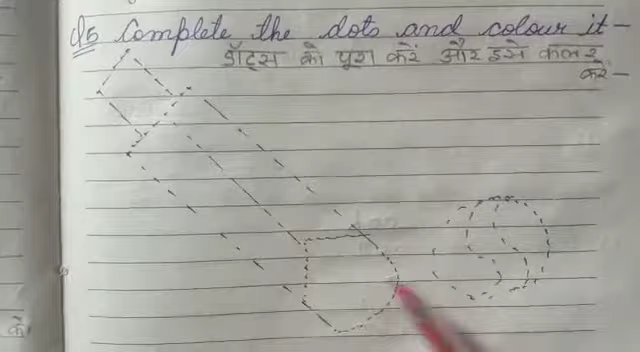 Q5 Complete the dots and colour it –
डॉट्स को पूरा करें और इसे कलर
करें –
के